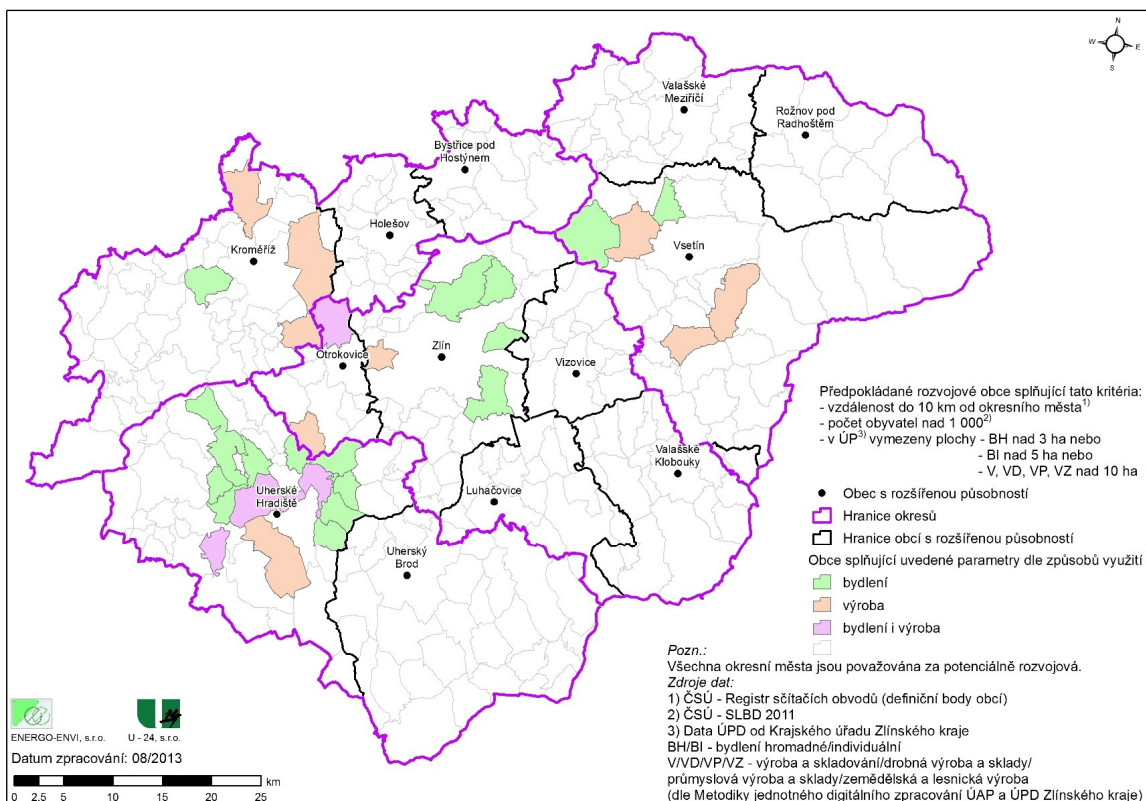 N
W E
S
Valašské
Meziříčí
Rožnov pod
Radhoštěm
Bystřice pod
Hostýnem
Holešov
Kroměříž
Vsetín
Zlín
Otrokovice
Vizovice
Valašské
Klobouky
Luhačovice
Uherské
Hradiště
Uherský
Brod
Předpokládané rozvojové obce splňující tato kritéria:
- vzdálenost do 10 km od okresního města1)
- počet obyvatel nad 1 0002)
- v ÚP3) vymezeny plochy - BH nad 3 ha nebo
- BI nad 5 ha nebo
- V, VD, VP, VZ nad 10 ha
Obec s rozšířenou působností
Hranice okresů
Hranice obcí s rozšířenou působností
Obce splňující uvedené parametry dle způsobů využití
bydlení
výroba
bydlení i výroba
Pozn.:
Všechna okresní města jsou považována za potenciálně rozvojová.
Zdroje dat:
1) ČSÚ - Registr sčítacích obvodů (definiční body obcí)
2) ČSÚ - SLBD 2011
3) Data ÚPD od Krajského úřadu Zlínského kraje
BH/BI - bydlení hromadné/individuální
V/VD/VP/VZ - výroba a skladování/drobná výroba a sklady/
průmyslová výroba a sklady/zemědělská a lesnická výroba
(dle Metodiky jednotného digitálního zpracování ÚAP a ÚPD Zlínského kraje)
ENERGO-ENVI, s.r.o. U - 24, s.r.o.
Datum zpracování: 08/2013
km
0 2.5 5 10 15 20 25